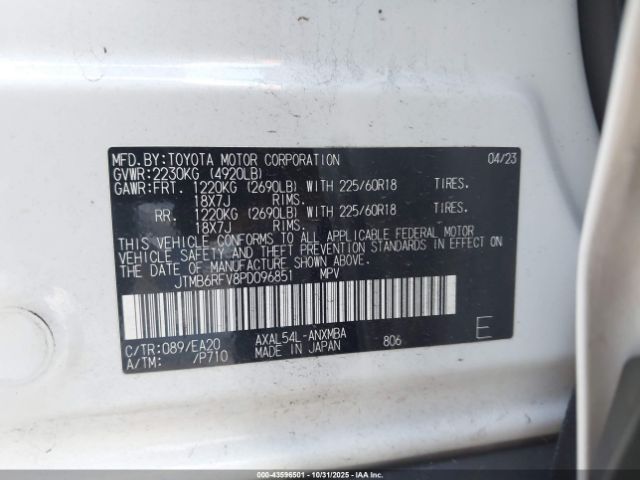 MFD.BY:TOYOTA MOTOR CORPORATION 04/23
GVWR:2230KG (4920LB)
GAWR:FRT. 1220KG (2690LB) WITH 225/60R18 TIRES.
18X7J RIMS.
RR. 1220KG (2690LB) WITH 225/60R18 TIRES.
18X7J RIMS.
THIS VEHICLE CONFORMS TO ALL APPLICABLE FEDERAL MOTOR
VEHICLE SAFETY AND THEFT PREVENTION STANDARDS IN EFFECT ON
THE DATE OF MANUFACTURE SHOWN ABOVE.
JTMB6RFV8PD096851 MPV
C/TR:089/EA20 AXAL54L-ANXMBA 806 E
A/TM: /P710 MADE IN JAPAN
000-43596501 - 10/31/2025 - www.iaai.com